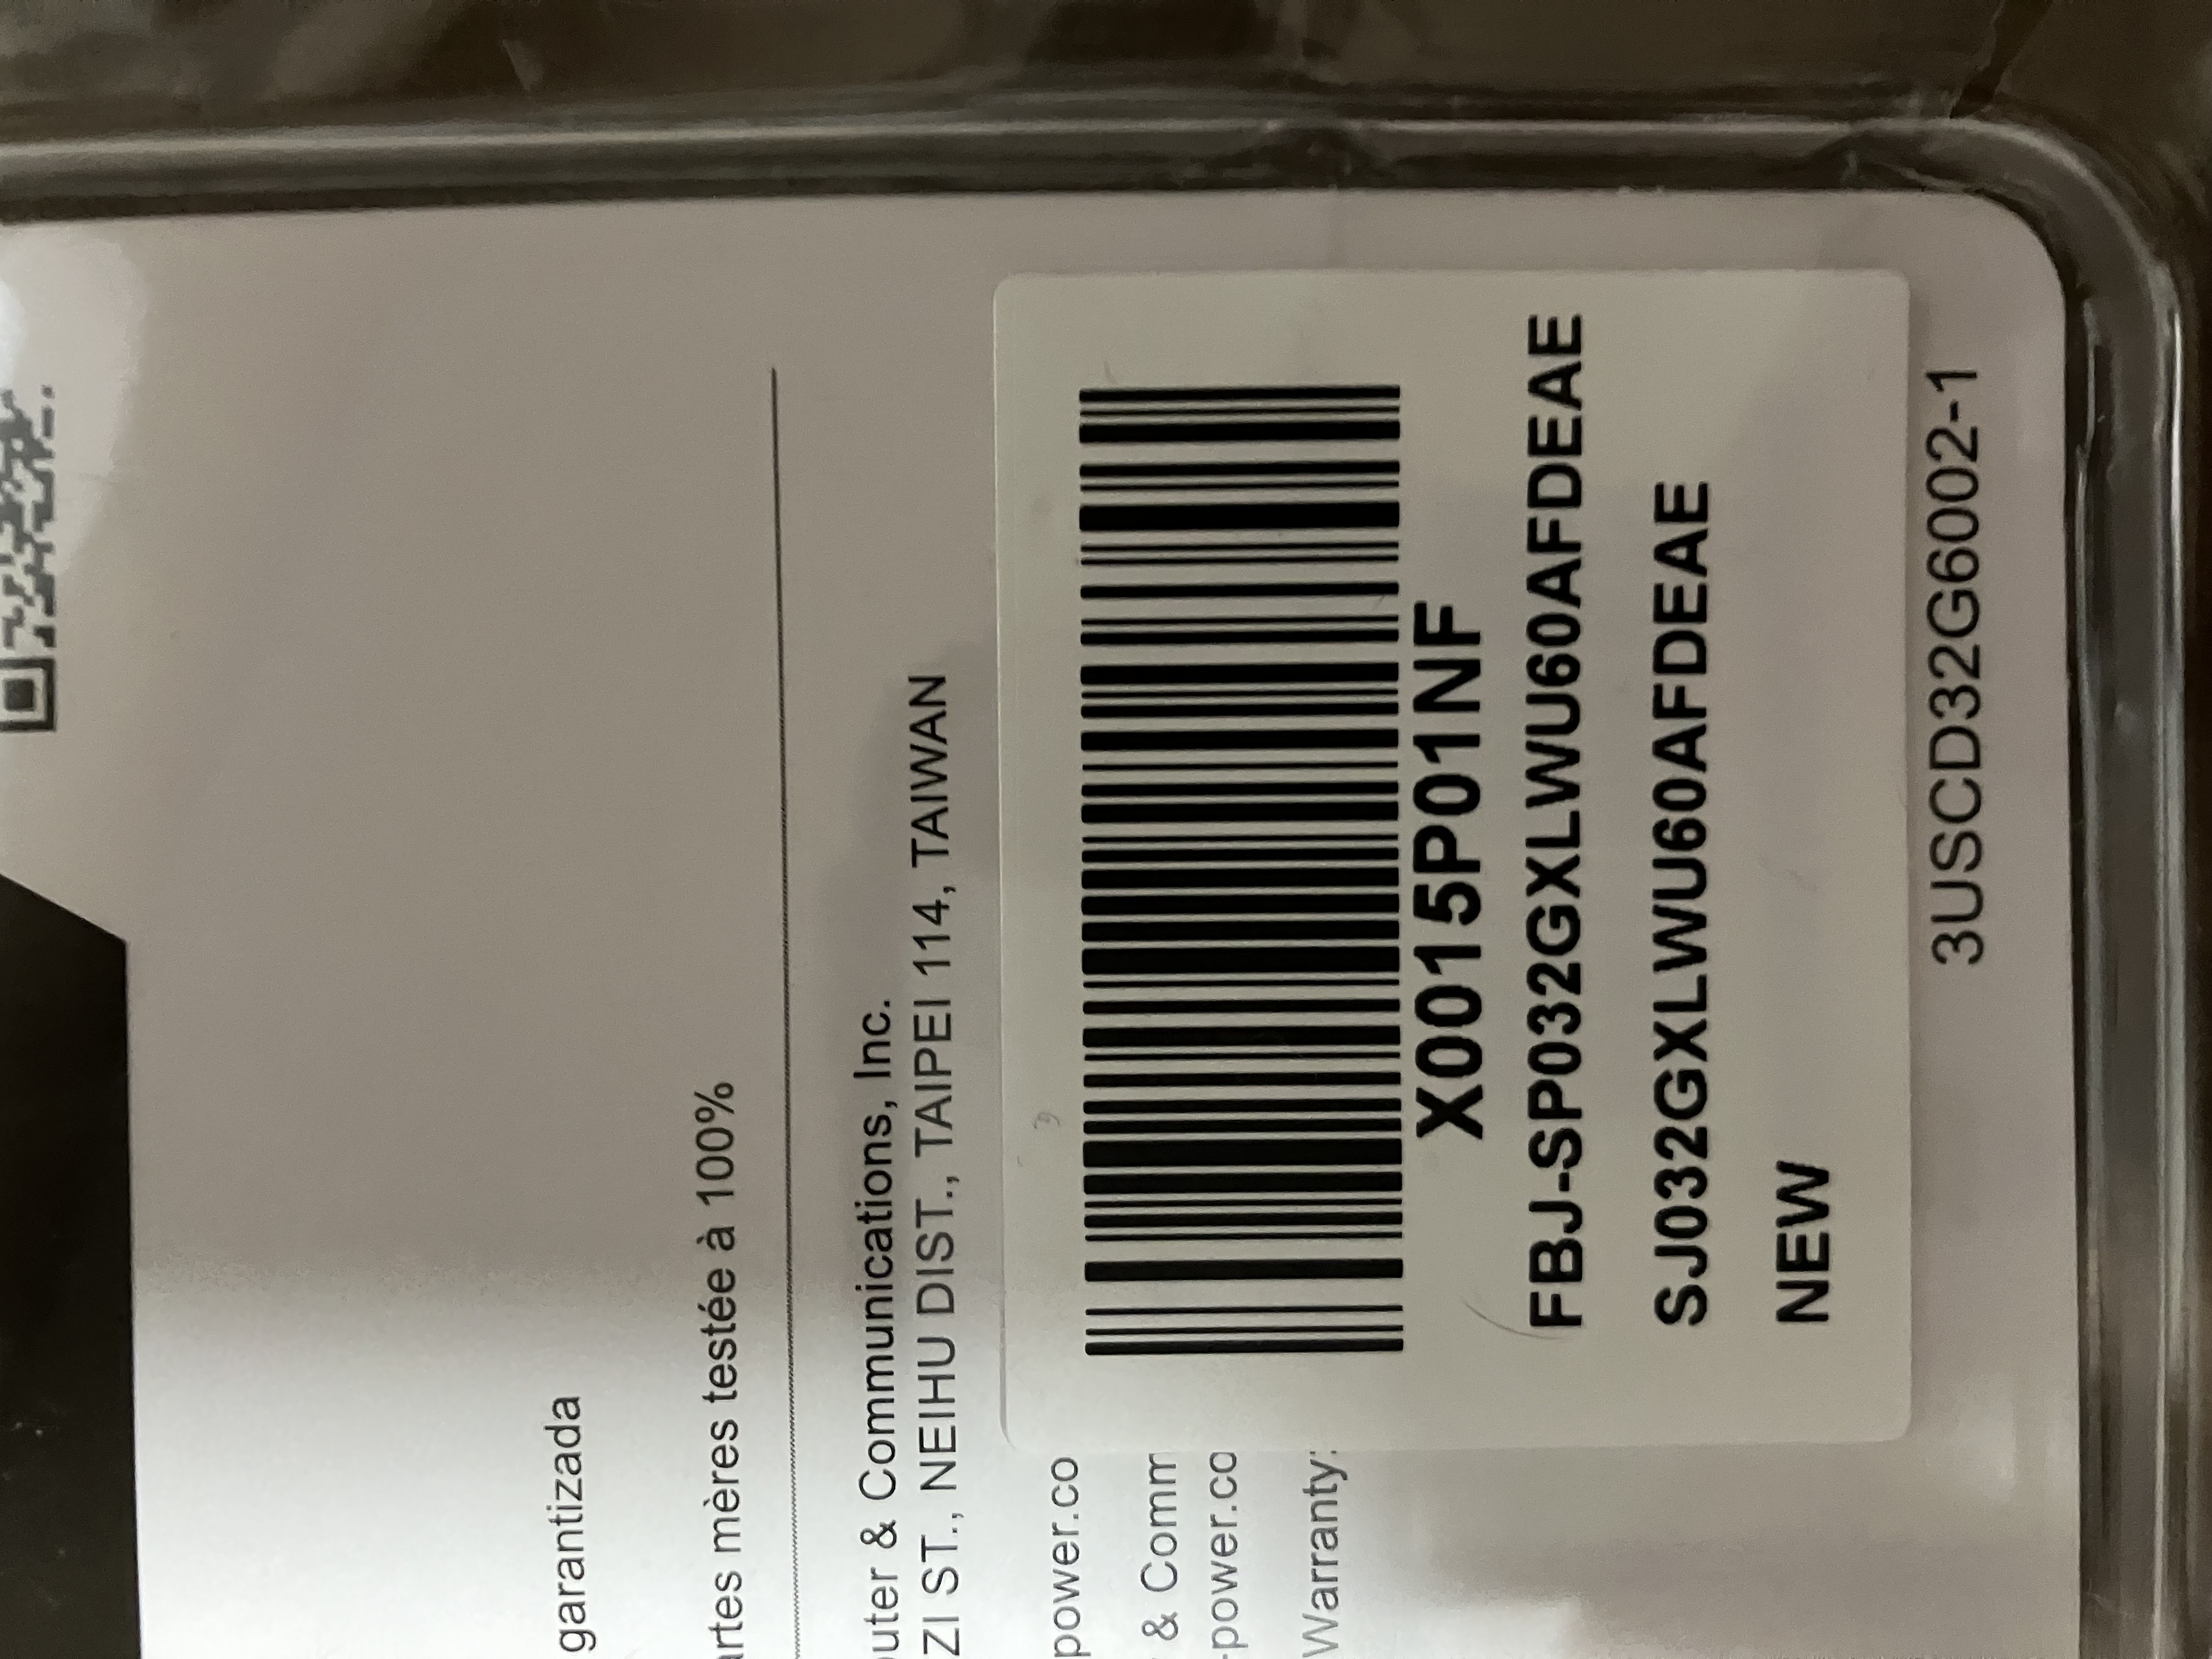 garantizada
artes mères testée à 100%
uter & Communications, Inc.
ZI ST., NEIHU DIST., TAIPEI 114, TAIWAN
power.co
& Comm
-power.co
Warranty:
X0015P01NF
FBJ-SP032GXLWU60AFDEAE
SJ032GXLWU60AFDEAE
NEW
3USCD32G6002-1